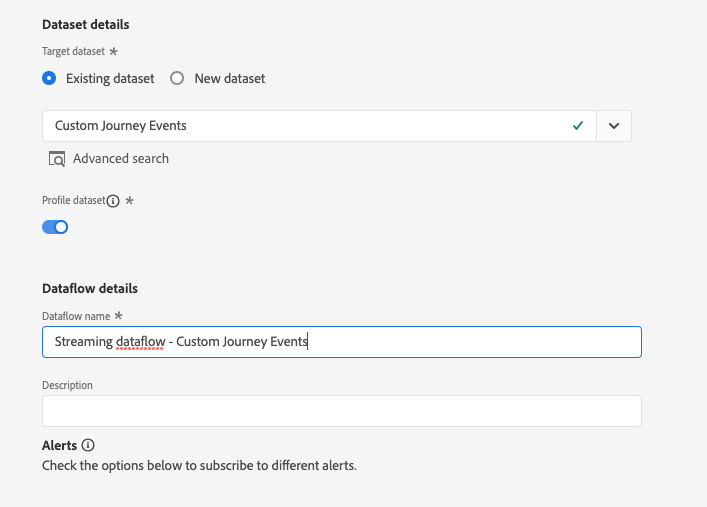 Dataset details
Target dataset *
Existing dataset New dataset
Custom Journey Events
Advanced search
Profile dataset *
Dataflow details
Dataflow name *
Streaming dataflow - Custom Journey Events
Description
Alerts
Check the options below to subscribe to different alerts.